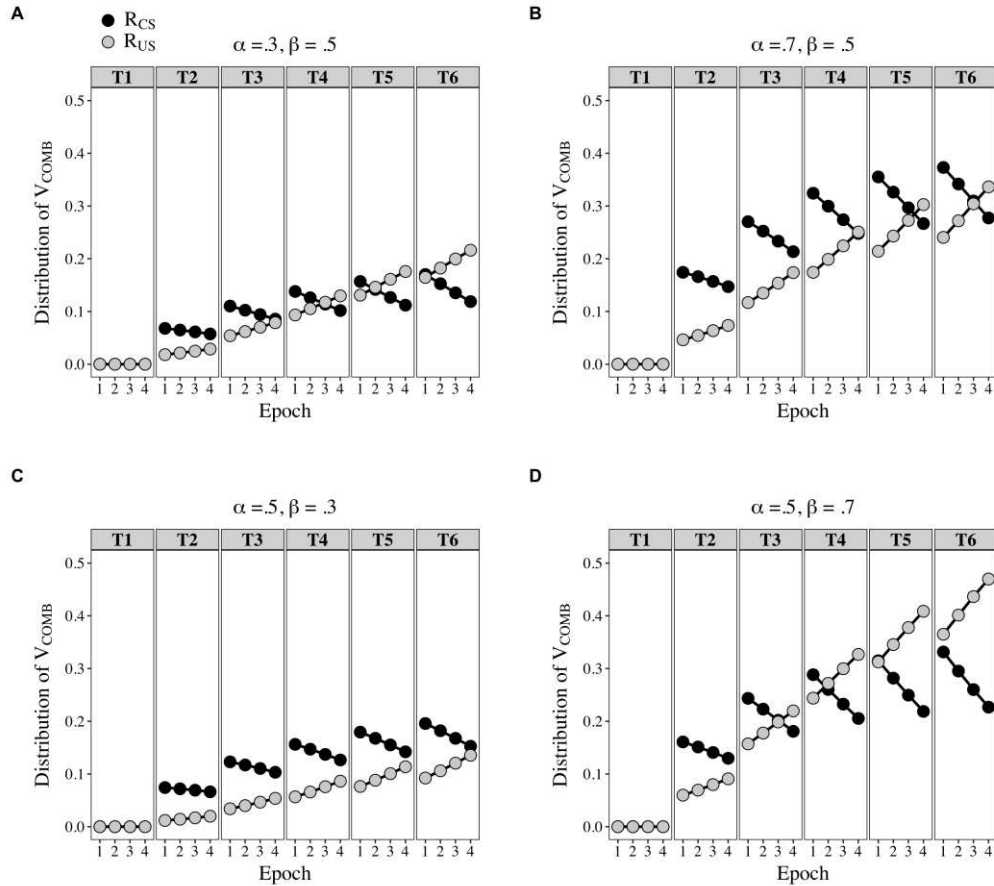 A
R_CS
R_US
α =.3, β = .5
T1 T2 T3 T4 T5 T6
0.5
0.4
0.3
0.2
0.1
0.0
Distribution of V_COMB
1 2 3 4 1 2 3 4 1 2 3 4 1 2 3 4 1 2 3 4 1 2 3 4
Epoch
B
α =.7, β = .5
T1 T2 T3 T4 T5 T6
0.5
0.4
0.3
0.2
0.1
0.0
Distribution of V_COMB
1 2 3 4 1 2 3 4 1 2 3 4 1 2 3 4 1 2 3 4 1 2 3 4
Epoch
C
α =.5, β = .3
T1 T2 T3 T4 T5 T6
0.5
0.4
0.3
0.2
0.1
0.0
Distribution of V_COMB
1 2 3 4 1 2 3 4 1 2 3 4 1 2 3 4 1 2 3 4 1 2 3 4
Epoch
D
α =.5, β = .7
T1 T2 T3 T4 T5 T6
0.5
0.4
0.3
0.2
0.1
0.0
Distribution of V_COMB
1 2 3 4 1 2 3 4 1 2 3 4 1 2 3 4 1 2 3 4 1 2 3 4
Epoch